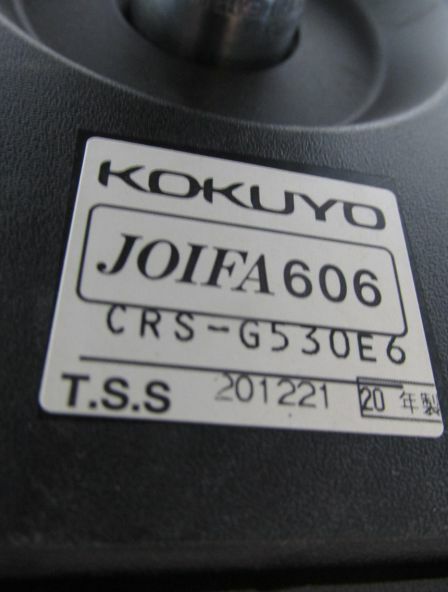 KOKUYO
JOIFA 606
CRS-G530E6
T.S.S 201221 20 年製